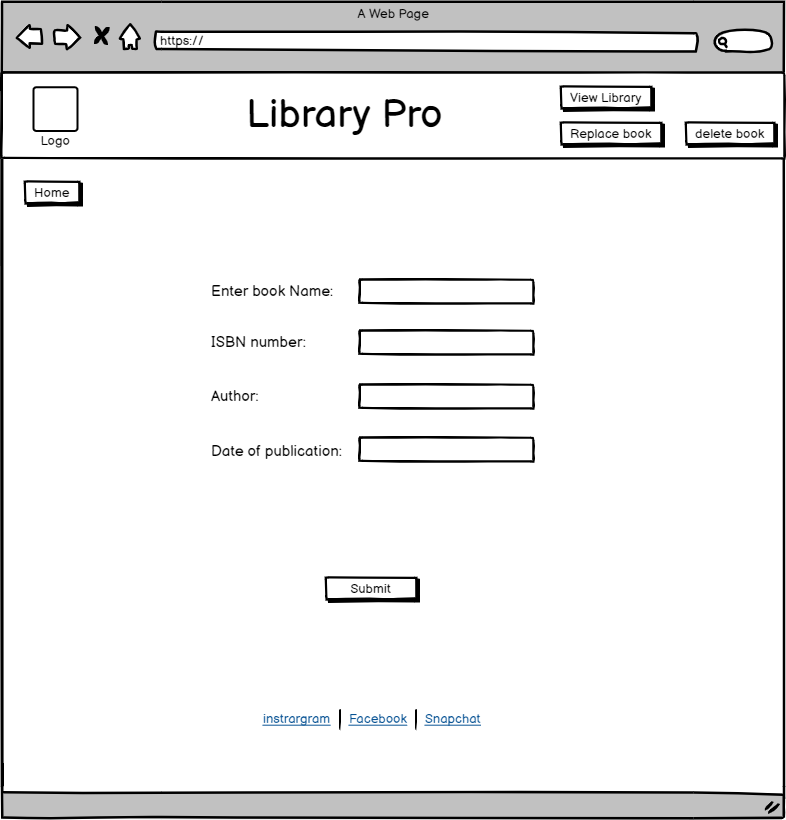 A Web Page
https://
Logo
Library Pro
View Library
Replace book
delete book
Home
Enter book Name:
ISBN number:
Author:
Date of publication:
Submit
instrargram
Facebook
Snapchat